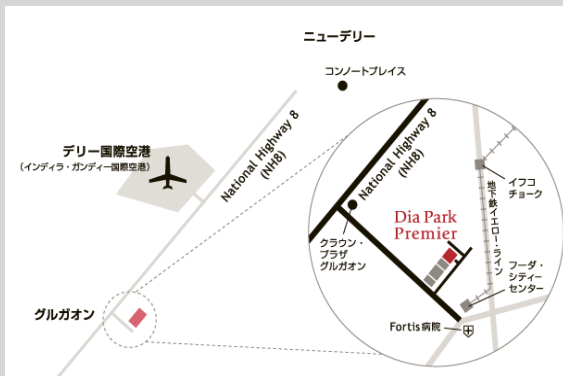 ニューデリー
コンノートプレイス
デリー国際空港
（インディラ・ガンディー国際空港）
National Highway 8
(NH8)
National Highway 8
(NH8)
イフコ
チョーク
地下鉄イエロー・ライン
Dia Park
Premier
クラウン・
プラザ
グルガオン
フーダ・
シティー
センター
グルガオン
Fortis病院